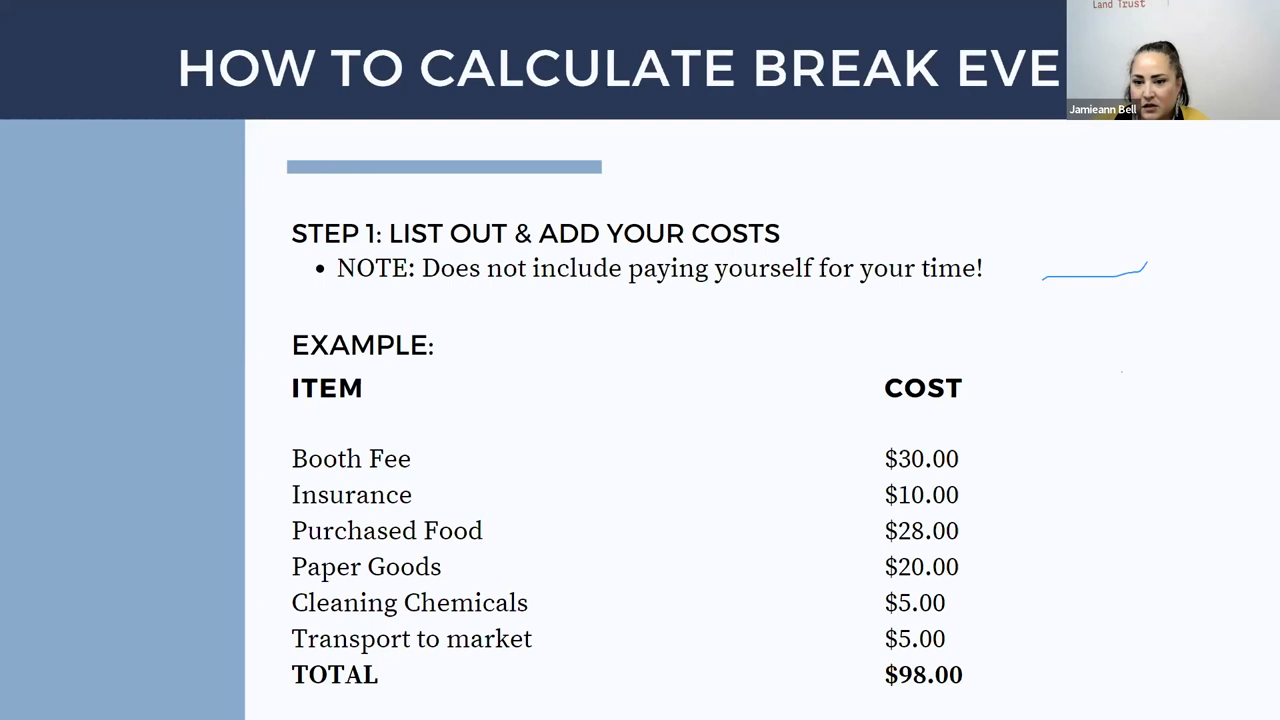 Land Trust
HOW TO CALCULATE BREAK EVE
Jamieann Bell
STEP 1: LIST OUT & ADD YOUR COSTS
• NOTE: Does not include paying yourself for your time!
EXAMPLE:
ITEM COST
Booth Fee $30.00
Insurance $10.00
Purchased Food $28.00
Paper Goods $20.00
Cleaning Chemicals $5.00
Transport to market $5.00
TOTAL $98.00